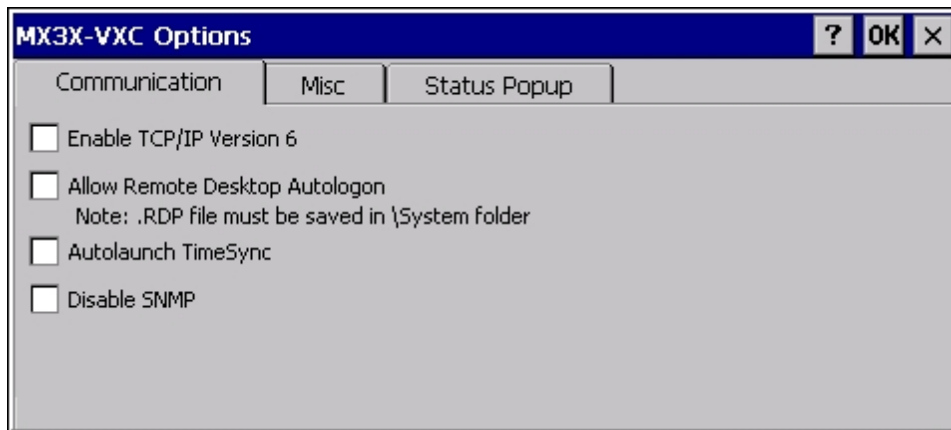 MX3X-VXC Options ? OK ×
Communication Misc Status Popup
Enable TCP/IP Version 6
Allow Remote Desktop Autologon
Note: .RDP file must be saved in \System folder
Autolaunch TimeSync
Disable SNMP